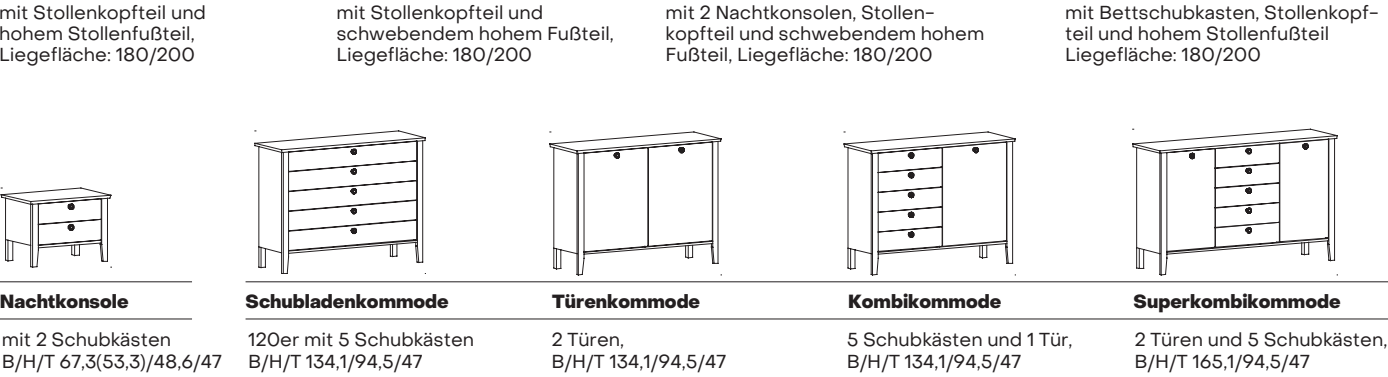 mit Stollenkopfteil und
hohem Stollenfußteil,
Liegefläche: 180/200
mit Stollenkopfteil und
schwebendem hohem Fußteil,
Liegefläche: 180/200
mit 2 Nachtkonsolen, Stollen-
kopfteil und schwebendem hohem
Fußteil, Liegefläche: 180/200
mit Bettschubkasten, Stollenkopf-
teil und hohem Stollenfußteil
Liegefläche: 180/200
Nachtkonsole
mit 2 Schubkästen
B/H/T 67,3(53,3)/48,6/47
Schubladenkommode
120er mit 5 Schubkästen
B/H/T 134,1/94,5/47
Türenkommode
2 Türen,
B/H/T 134,1/94,5/47
Kombikommode
5 Schubkästen und 1 Tür,
B/H/T 134,1/94,5/47
Superkombikommode
2 Türen und 5 Schubkästen,
B/H/T 165,1/94,5/47